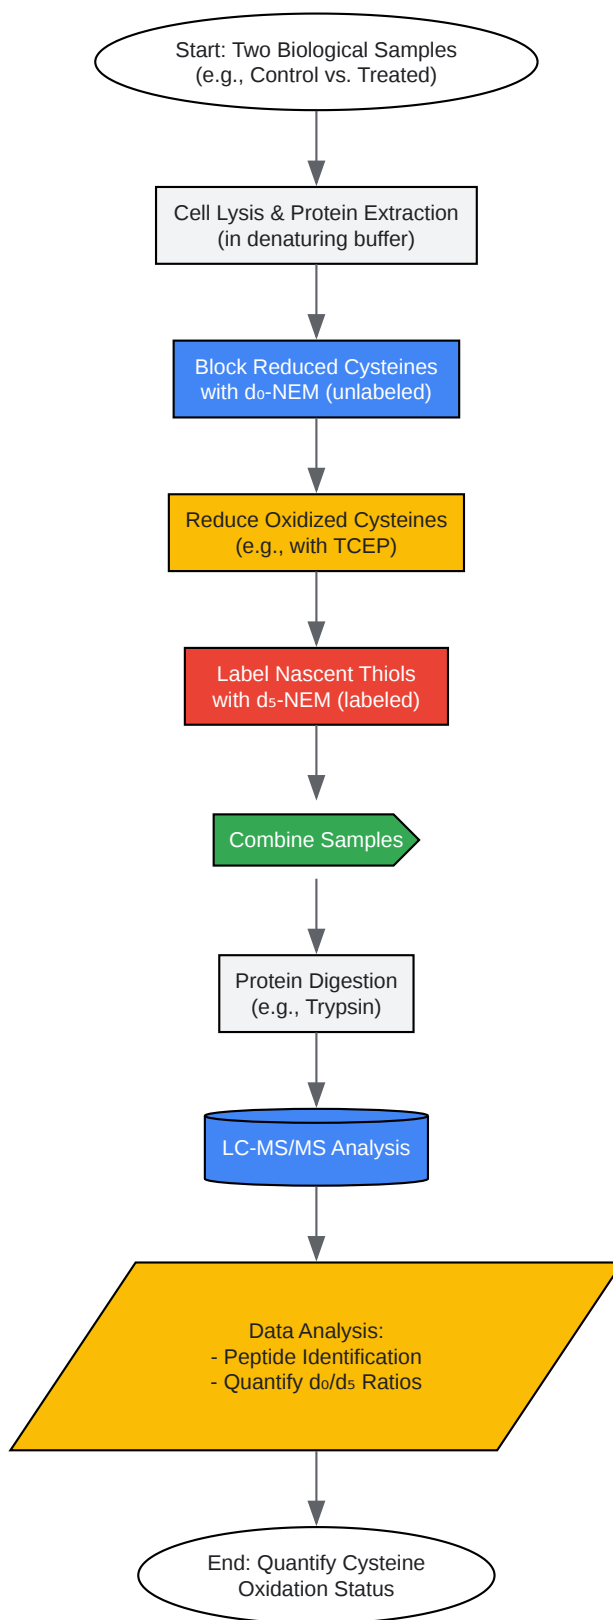 Start: Two Biological Samples
(e.g., Control vs. Treated)
Cell Lysis & Protein Extraction
(in denaturing buffer)
Block Reduced Cysteines
with d₀-NEM (unlabeled)
Reduce Oxidized Cysteines
(e.g., with TCEP)
Label Nascent Thiols
with d₅-NEM (labeled)
Combine Samples
Protein Digestion
(e.g., Trypsin)
LC-MS/MS Analysis
Data Analysis:
- Peptide Identification
- Quantify d₀/d₅ Ratios
End: Quantify Cysteine
Oxidation Status